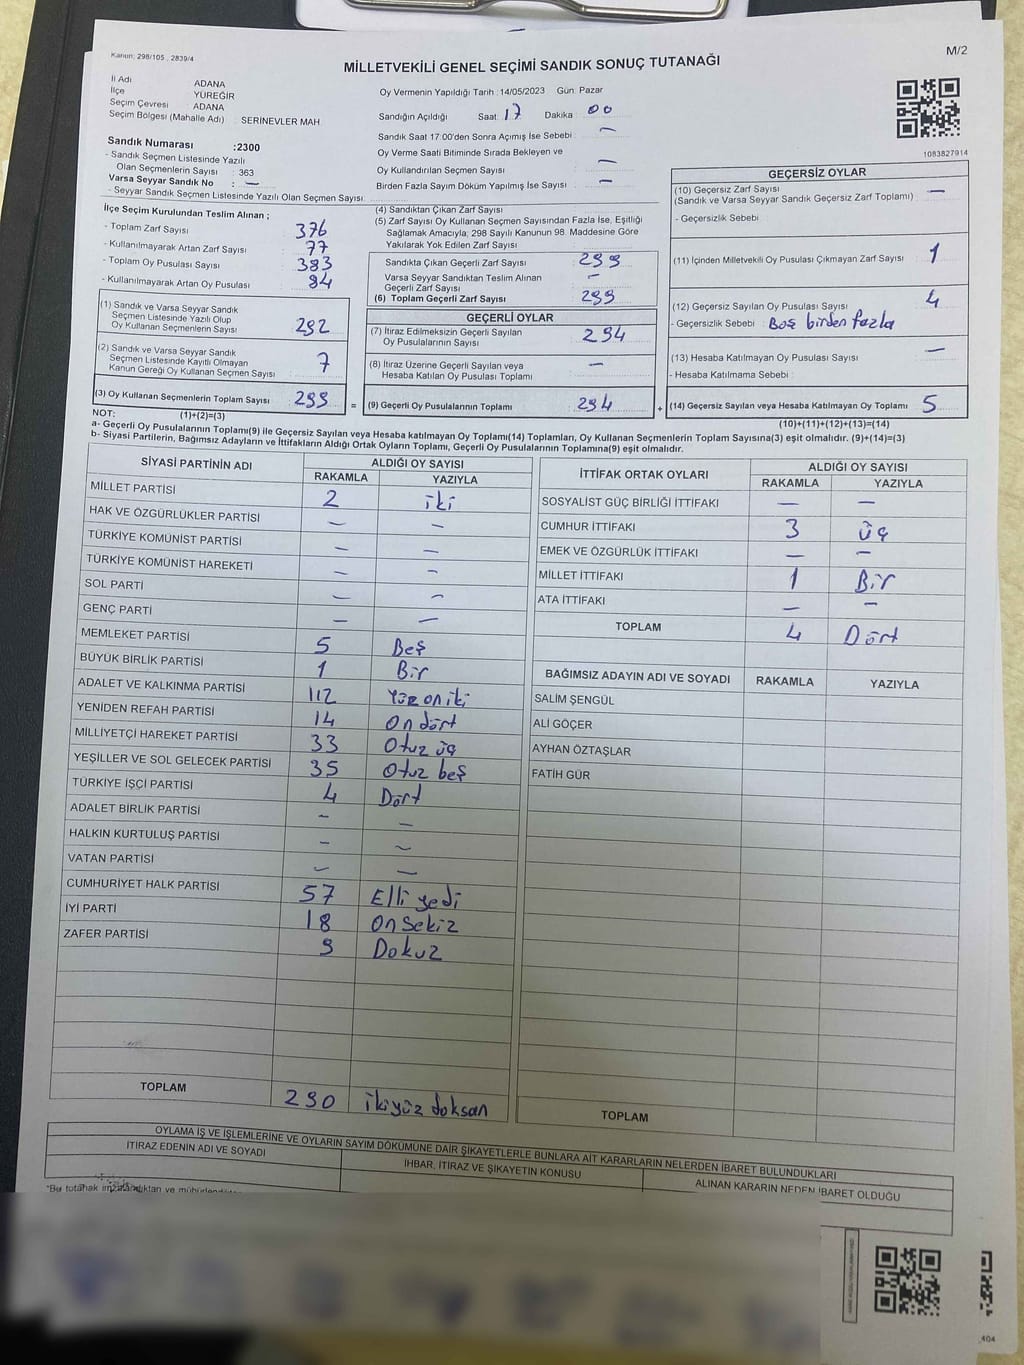 Kanun: 298/105 , 2839/4
M/2
MİLLETVEKİLİ GENEL SEÇİMİ SANDIK SONUÇ TUTANAĞI
İl Adı ADANA
İlçe YÜREĞİR
Seçim Çevresi ADANA
Seçim Bölgesi (Mahalle Adı) : SERİNEVLER MAH.
Oy Vermenin Yapıldığı Tarih :14/05/2023 Gün: Pazar
Sandığın Açıldığı Saat: 17 Dakika : 00
Sandık Saat 17:00'den Sonra Açımış İse Sebebi : —
Oy Verme Saati Bitiminde Sırada Bekleyen ve
Oy Kullandırılan Seçmen Sayısı : —
Birden Fazla Sayım Döküm Yapılmış İse Sayısı : —
1083827914
Sandık Numarası :2300
- Sandık Seçmen Listesinde Yazılı
Olan Seçmenlerin Sayısı : 363
Varsa Seyyar Sandık No : —
- Seyyar Sandık Seçmen Listesinde Yazılı Olan Seçmen Sayısı
İlçe Seçim Kurulundan Teslim Alınan ;
- Toplam Zarf Sayısı 376
- Kullanılmayarak Artan Zarf Sayısı 77
- Toplam Oy Pusulası Sayısı 383
- Kullanılmayarak Artan Oy Pusulası 84
(1) Sandık ve Varsa Seyyar Sandık
Seçmen Listesinde Yazılı Olup
Oy Kullanan Seçmenlerin Sayısı 292
(2) Sandık ve Varsa Seyyar Sandık
Seçmen Listesinde Kayıtlı Olmayan
Kanun Gereği Oy Kullanan Seçmen Sayısı 7
(3) Oy Kullanan Seçmenlerin Toplam Sayısı 299
(4) Sandıktan Çıkan Zarf Sayısı
(5) Zarf Sayısı Oy Kullanan Seçmen Sayısından Fazla İse, Eşitliği
Sağlamak Amacıyla; 298 Sayılı Kanunun 98. Maddesine Göre
Yakılarak Yok Edilen Zarf Sayısı
Sandıkta Çıkan Geçerli Zarf Sayısı 299
Varsa Seyyar Sandıktan Teslim Alınan
Geçerli Zarf Sayısı —
(6) Toplam Geçerli Zarf Sayısı 299
GEÇERLİ OYLAR
(7) İtiraz Edilmeksizin Geçerli Sayılan
Oy Pusulalarının Sayısı 294
(8) İtiraz Üzerine Geçerli Sayılan veya
Hesaba Katılan Oy Pusulası Toplamı —
= (9) Geçerli Oy Pusulalarının Toplamı 294
GEÇERSİZ OYLAR
(10) Geçersiz Zarf Sayısı —
(Sandık ve Varsa Seyyar Sandık Geçersiz Zarf Toplamı)
- Geçersizlik Sebebi
(11) İçinden Milletvekili Oy Pusulası Çıkmayan Zarf Sayısı 1
(12) Geçersiz Sayılan Oy Pusulası Sayısı 4
- Geçersizlik Sebebi : Boş birden fazla
(13) Hesaba Katılmayan Oy Pusulası Sayısı —
- Hesaba Katılmama Sebebi :
+ (14) Geçersiz Sayılan veya Hesaba Katılmayan Oy Toplamı 5
NOT: (1)+(2)=(3)
(10)+(11)+(12)+(13)=(14)
a- Geçerli Oy Pusulalarının Toplamı(9) ile Geçersiz Sayılan veya Hesaba katılmayan Oy Toplamı(14) Toplamları, Oy Kullanan Seçmenlerin Toplam Sayısına(3) eşit olmalıdır. (9)+(14)=(3)
b- Siyasi Partilerin, Bağımsız Adayların ve İttifakların Aldığı Ortak Oyların Toplamı, Geçerli Oy Pusulalarının Toplamına(9) eşit olmalıdır.
SİYASİ PARTİNİN ADI ALDIĞI OY SAYISI
RAKAMLA YAZIYLA
MİLLET PARTİSİ 2 iki
HAK VE ÖZGÜRLÜKLER PARTİSİ — —
TÜRKİYE KOMÜNİST PARTİSİ — —
TÜRKİYE KOMÜNİST HAREKETİ — —
SOL PARTİ — —
GENÇ PARTİ — —
MEMLEKET PARTİSİ 5 Beş
BÜYÜK BİRLİK PARTİSİ 1 Bir
ADALET VE KALKINMA PARTİSİ 112 Yüz on iki
YENİDEN REFAH PARTİSİ 14 On dört
MİLLİYETÇİ HAREKET PARTİSİ 33 Otuz üç
YEŞİLLER VE SOL GELECEK PARTİSİ 35 Otuz beş
TÜRKİYE İŞÇİ PARTİSİ 4 Dört
ADALET BİRLİK PARTİSİ — —
HALKIN KURTULUŞ PARTİSİ — —
VATAN PARTİSİ — —
CUMHURİYET HALK PARTİSİ 57 Elli yedi
İYİ PARTİ 18 On sekiz
ZAFER PARTİSİ 9 Dokuz
TOPLAM 290 iki yüz doksan
İTTİFAK ORTAK OYLARI ALDIĞI OY SAYISI
RAKAMLA YAZIYLA
SOSYALİST GÜÇ BİRLİĞİ İTTİFAKI — —
CUMHUR İTTİFAKI 3 üç
EMEK VE ÖZGÜRLÜK İTTİFAKI — —
MİLLET İTTİFAKI 1 Bir
ATA İTTİFAKI — —
TOPLAM 4 Dört
BAĞIMSIZ ADAYIN ADI VE SOYADI RAKAMLA YAZIYLA
SALİM ŞENGÜL
ALİ GÖÇER
AYHAN ÖZTAŞLAR
FATİH GÜR
TOPLAM
OYLAMA İŞ VE İŞLEMLERİNE VE OYLARIN SAYIM DÖKÜMÜNE DAİR ŞİKAYETLERLE BUNLARA AİT KARARLARIN NELERDEN İBARET BULUNDUKLARI
İTİRAZ EDENİN ADI VE SOYADI İHBAR, İTİRAZ VE ŞİKAYETİN KONUSU ALINAN KARARIN NEDEN İBARET OLDUĞU
404